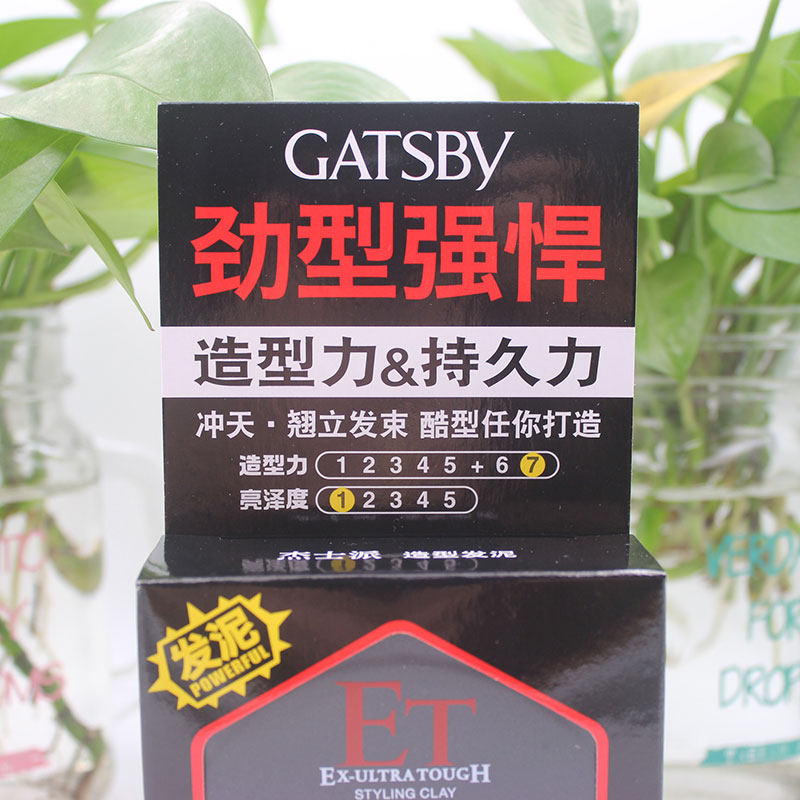 GATSBY
劲型强悍
造型力&持久力
冲天·翘立发束 酷型任你打造
造型力 1 2 3 4 5 + 6 7
亮泽度 1 2 3 4 5
杰士派 造型发泥
发泥
POWERFUL
ET
EX-ULTRA TOUGH
STYLING CLAY
FOR
DROP